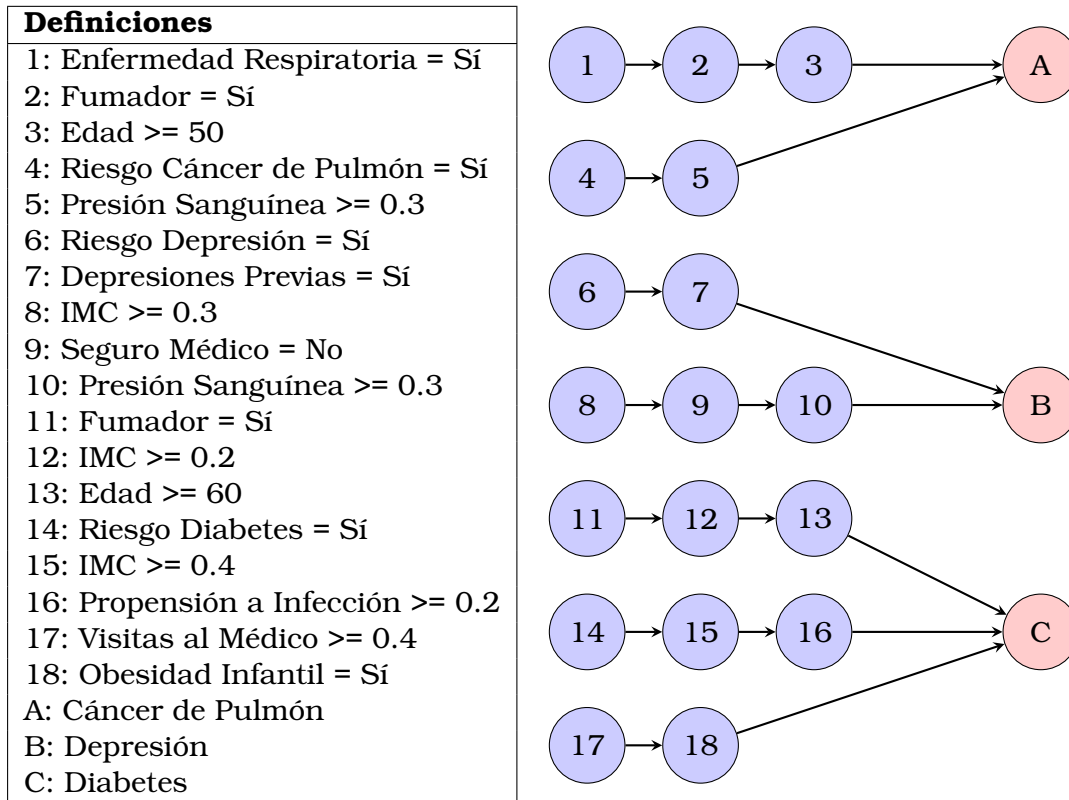 Definiciones
1: Enfermedad Respiratoria = Sí
2: Fumador = Sí
3: Edad >= 50
4: Riesgo Cáncer de Pulmón = Sí
5: Presión Sanguínea >= 0.3
6: Riesgo Depresión = Sí
7: Depresiones Previas = Sí
8: IMC >= 0.3
9: Seguro Médico = No
10: Presión Sanguínea >= 0.3
11: Fumador = Sí
12: IMC >= 0.2
13: Edad >= 60
14: Riesgo Diabetes = Sí
15: IMC >= 0.4
16: Propensión a Infección >= 0.2
17: Visitas al Médico >= 0.4
18: Obesidad Infantil = Sí
A: Cáncer de Pulmón
B: Depresión
C: Diabetes
1 2 3 A
4 5
6 7
8 9 10 B
11 12 13
14 15 16 C
17 18